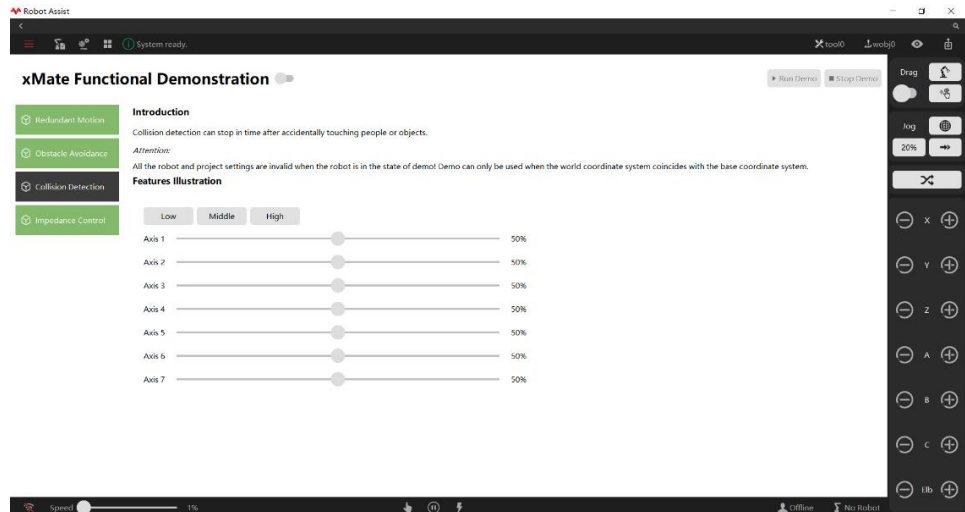 Robot Assist
System ready.
tool0
wobj0
xMate Functional Demonstration
Run Demo
Stop Demo
Drag
Redundant Motion
Obstacle Avoidance
Collision Detection
Impedance Control
Introduction
Collision detection can stop in time after accidentally touching people or objects.
Attention:
All the robot and project settings are invalid when the robot is in the state of demo! Demo can only be used when the world coordinate system coincides with the base coordinate system.
Features Illustration
Low Middle High
Axis 1 50%
Axis 2 50%
Axis 3 50%
Axis 4 50%
Axis 5 50%
Axis 6 50%
Axis 7 50%
Jog
20%
X
Y
Z
A
B
C
Elb
Speed 1%
Offline
No Robot